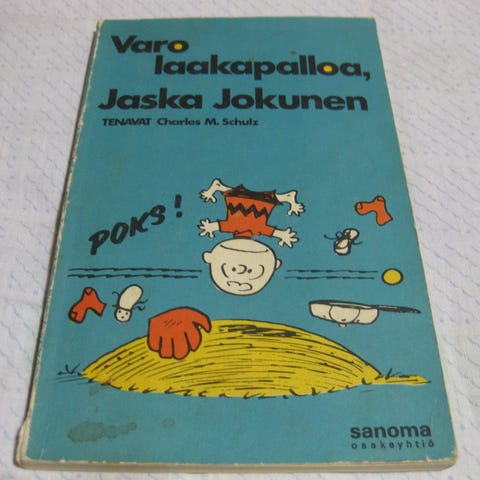 Varo
laakapalloa,
Jaska Jokunen
TENAVAT Charles M. Schulz
POKS!
sanoma
osakeyhtiö